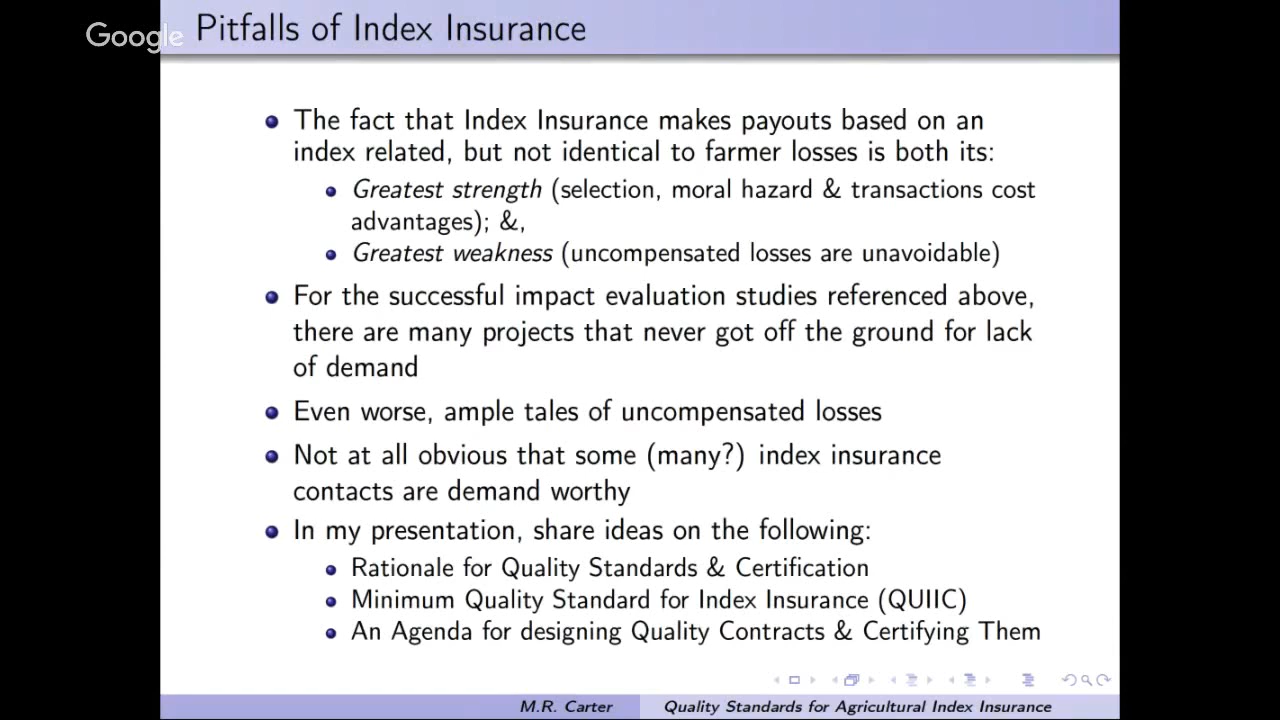 Google
Pitfalls of Index Insurance
The fact that Index Insurance makes payouts based on an
index related, but not identical to farmer losses is both its:
Greatest strength (selection, moral hazard & transactions cost
advantages); &,
Greatest weakness (uncompensated losses are unavoidable)
For the successful impact evaluation studies referenced above,
there are many projects that never got off the ground for lack
of demand
Even worse, ample tales of uncompensated losses
Not at all obvious that some (many?) index insurance
contacts are demand worthy
In my presentation, share ideas on the following:
Rationale for Quality Standards & Certification
Minimum Quality Standard for Index Insurance (QUIIC)
An Agenda for designing Quality Contracts & Certifying Them
M.R. Carter
Quality Standards for Agricultural Index Insurance